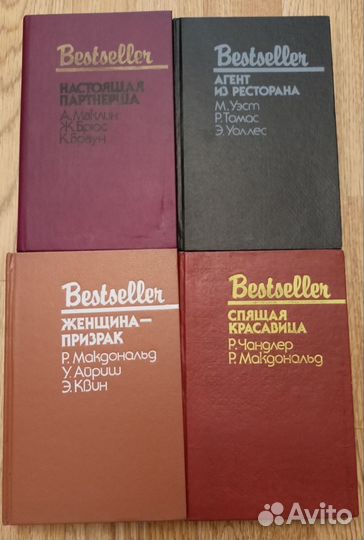 Bestseller
НАСТОЯЩАЯ
ПАРТНЕРША
А. Маклин
Ж. Брюс
К. Браун
Bestseller
АГЕНТ
ИЗ РЕСТОРАНА
М. Уэст
Р. Томас
Э. Уоллес
Bestseller
ЖЕНЩИНА—
ПРИЗРАК
Р. Макдональд
У. Айриш
Э. Квин
Bestseller
СПЯЩАЯ
КРАСАВИЦА
Р. Чандлер
Р. Макдональд
Avito